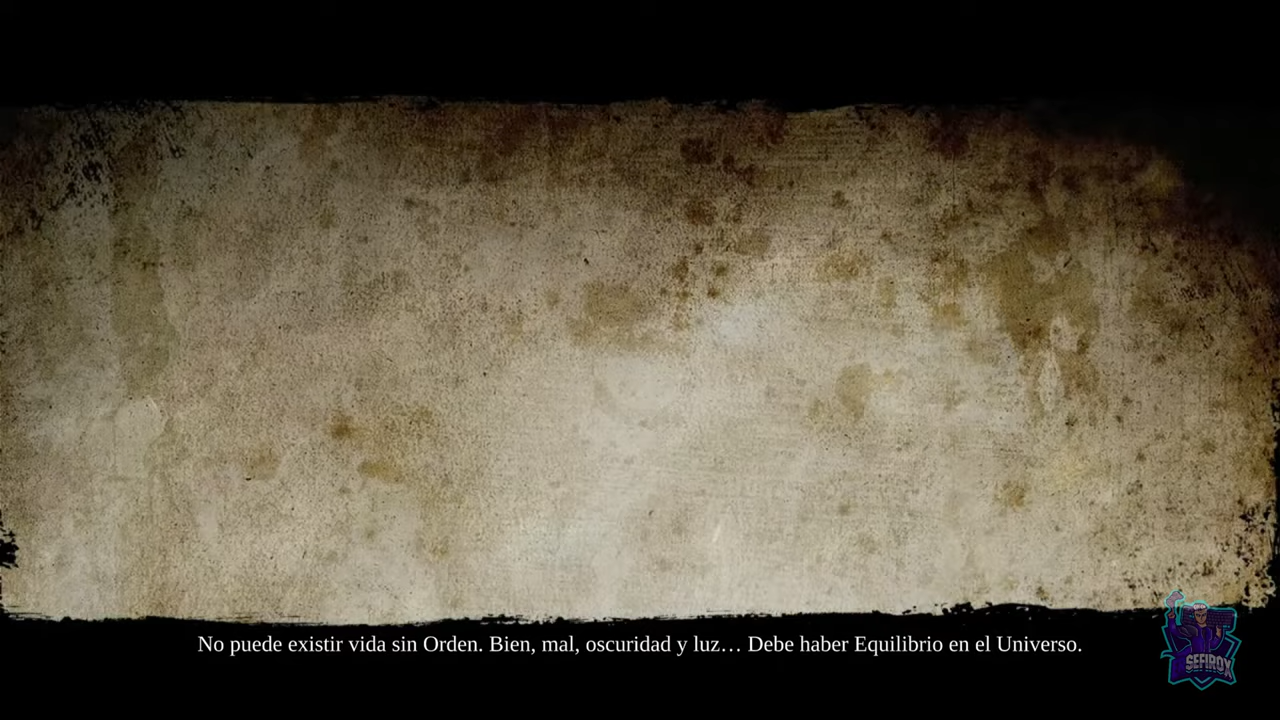 No puede existir vida sin Orden. Bien, mal, oscuridad y luz… Debe haber Equilibrio en el Universo.
SEFIROX